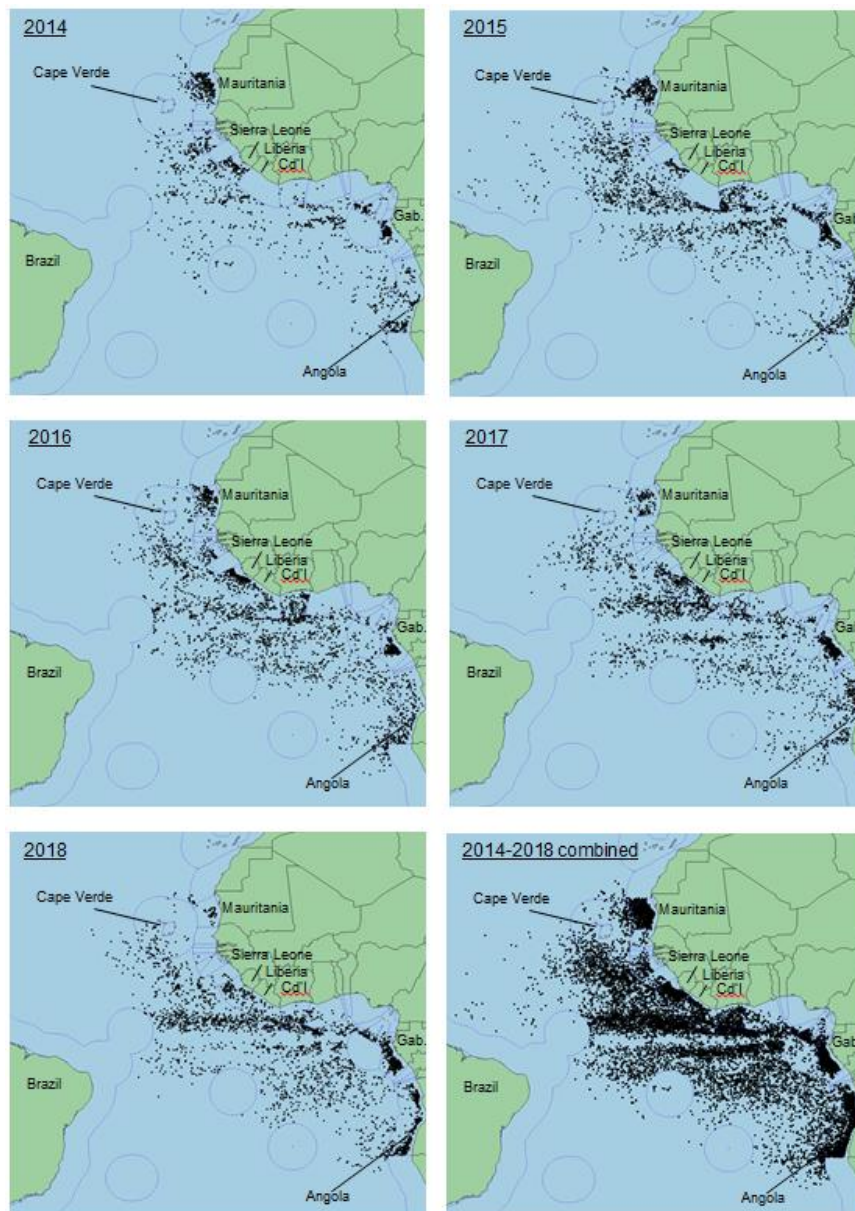 2014
Cape Verde
Mauritania
Sierra Leone
Liberia
Cd'I
Gab.
Brazil
Angola
2015
Cape Verde
Mauritania
Sierra Leone
Liberia
Cd'I
Gab.
Brazil
Angola
2016
Cape Verde
Mauritania
Sierra Leone
Liberia
Cd'I
Gab.
Brazil
Angola
2017
Cape Verde
Mauritania
Sierra Leone
Liberia
Cd'I
Gab.
Brazil
Angola
2018
Cape Verde
Mauritania
Sierra Leone
Liberia
Cd'I
Gab.
Brazil
Angola
2014-2018 combined
Cape Verde
Mauritania
Sierra Leone
Liberia
Cd'I
Gab.
Brazil
Angola